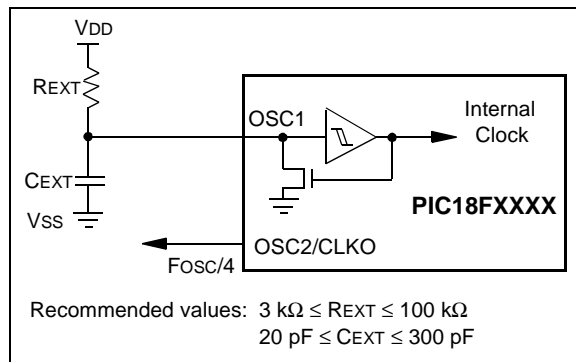 VDD
REXT
OSC1
Internal
Clock
CEXT
PIC18FXXXX
VSS
OSC2/CLKO
FOSC/4
Recommended values: 3 kΩ ≤ REXT ≤ 100 kΩ
20 pF ≤ CEXT ≤ 300 pF